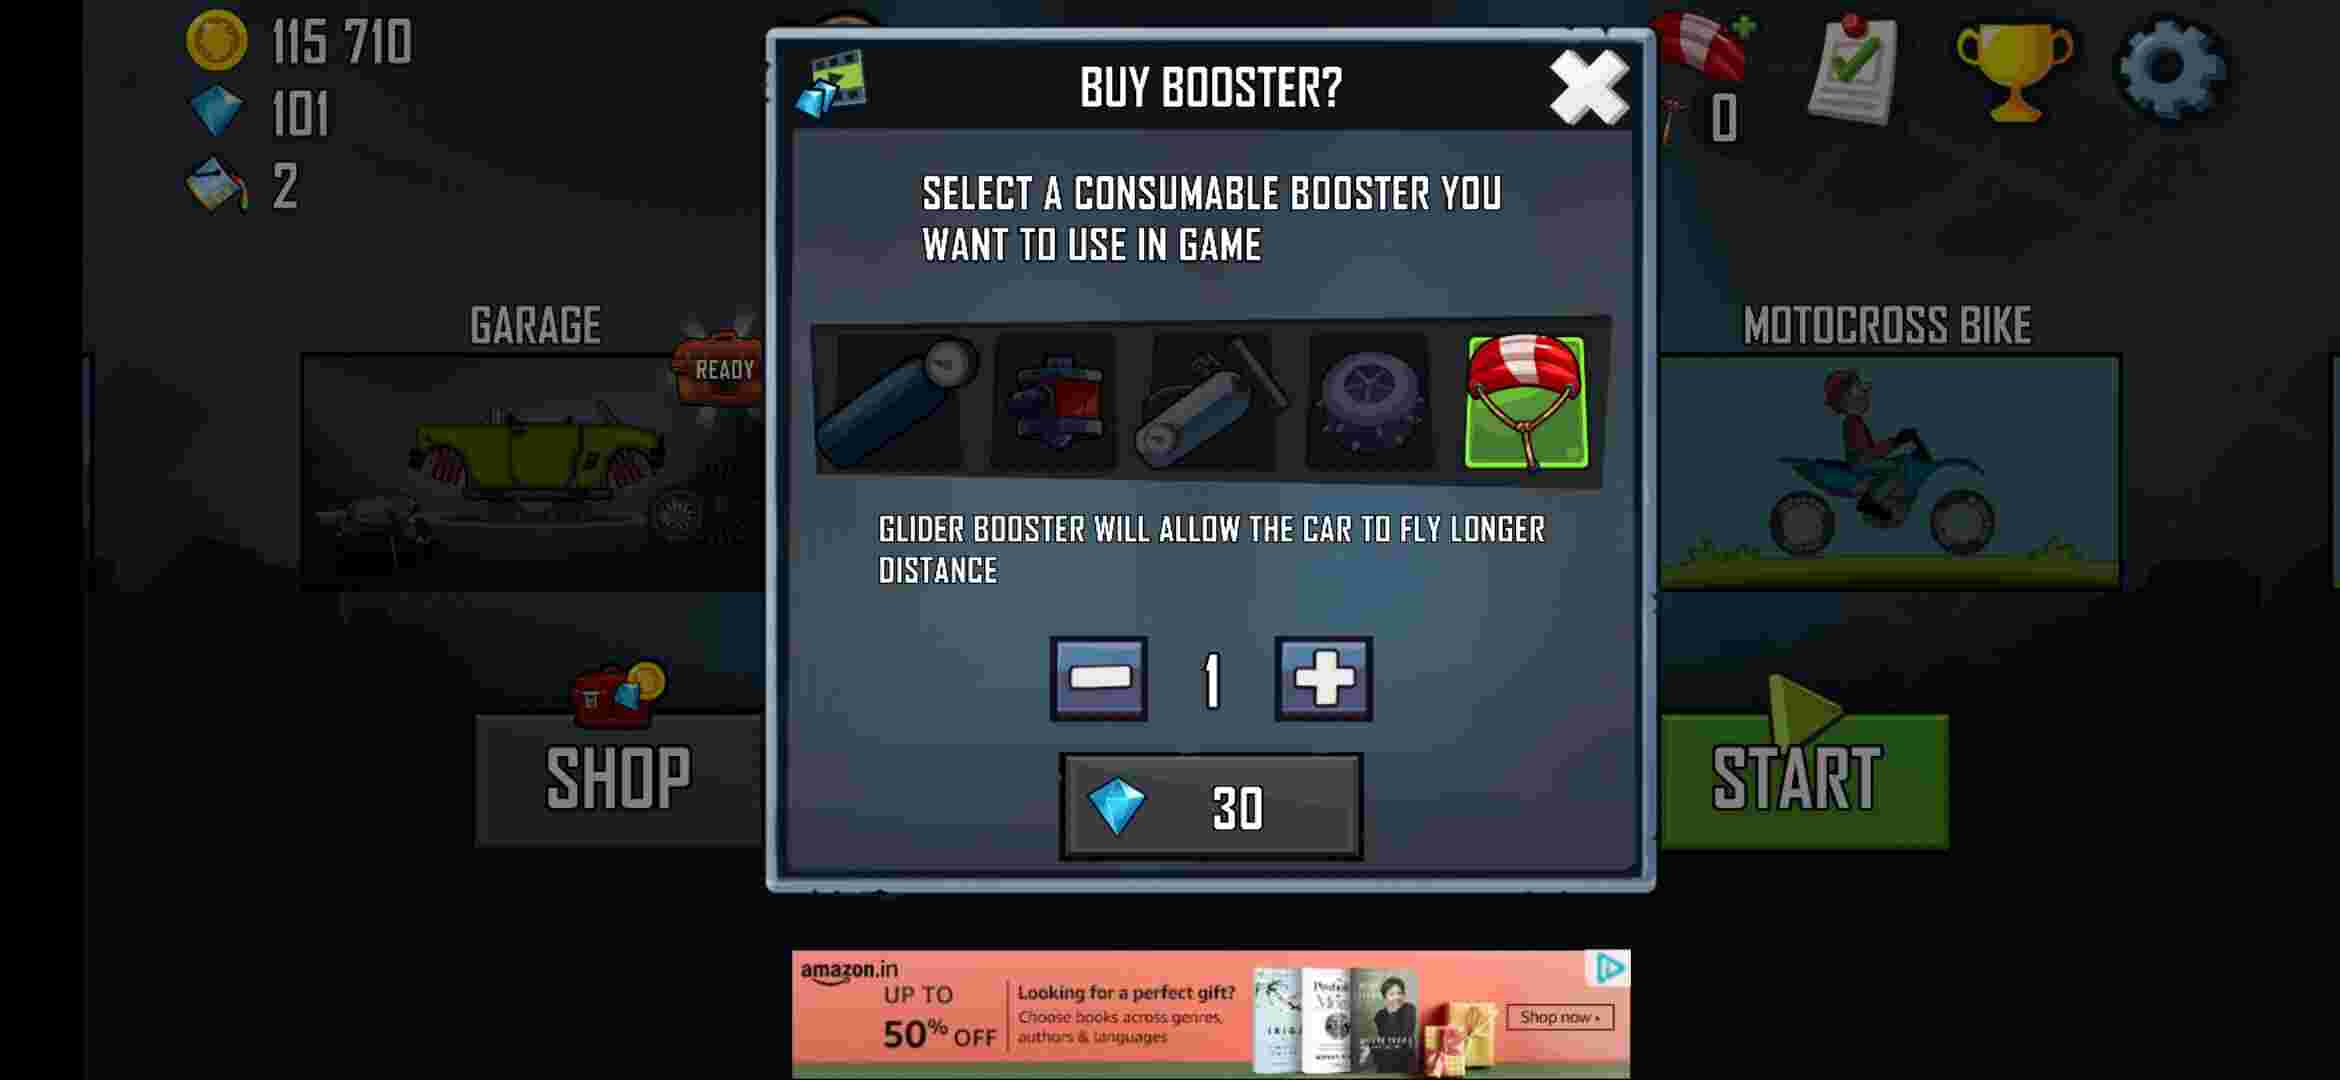 115 710
101
2
BUY BOOSTER?
0
SELECT A CONSUMABLE BOOSTER YOU
WANT TO USE IN GAME
GARAGE
READY
MOTOCROSS BIKE
GLIDER BOOSTER WILL ALLOW THE CAR TO FLY LONGER
DISTANCE
1
SHOP
30
START
amazon.in
UP TO
50% OFF
Looking for a perfect gift?
Choose books across genres,
authors & languages
Shop now